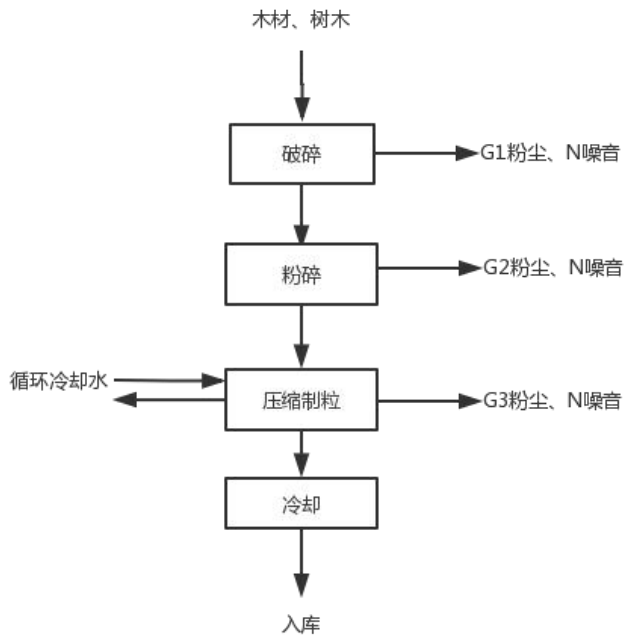 木材、树木
破碎
G1粉尘、N噪音
粉碎
G2粉尘、N噪音
循环冷却水
压缩制粒
G3粉尘、N噪音
冷却
入库